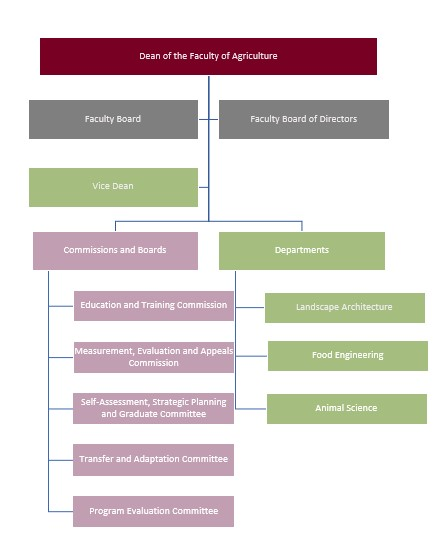 Dean of the Faculty of Agriculture
Faculty Board
Faculty Board of Directors
Vice Dean
Commissions and Boards
Departments
Education and Training Commission
Landscape Architecture
Measurement, Evaluation and Appeals
Commission
Food Engineering
Self-Assessment, Strategic Planning
and Graduate Committee
Animal Science
Transfer and Adaptation Committee
Program Evaluation Committee